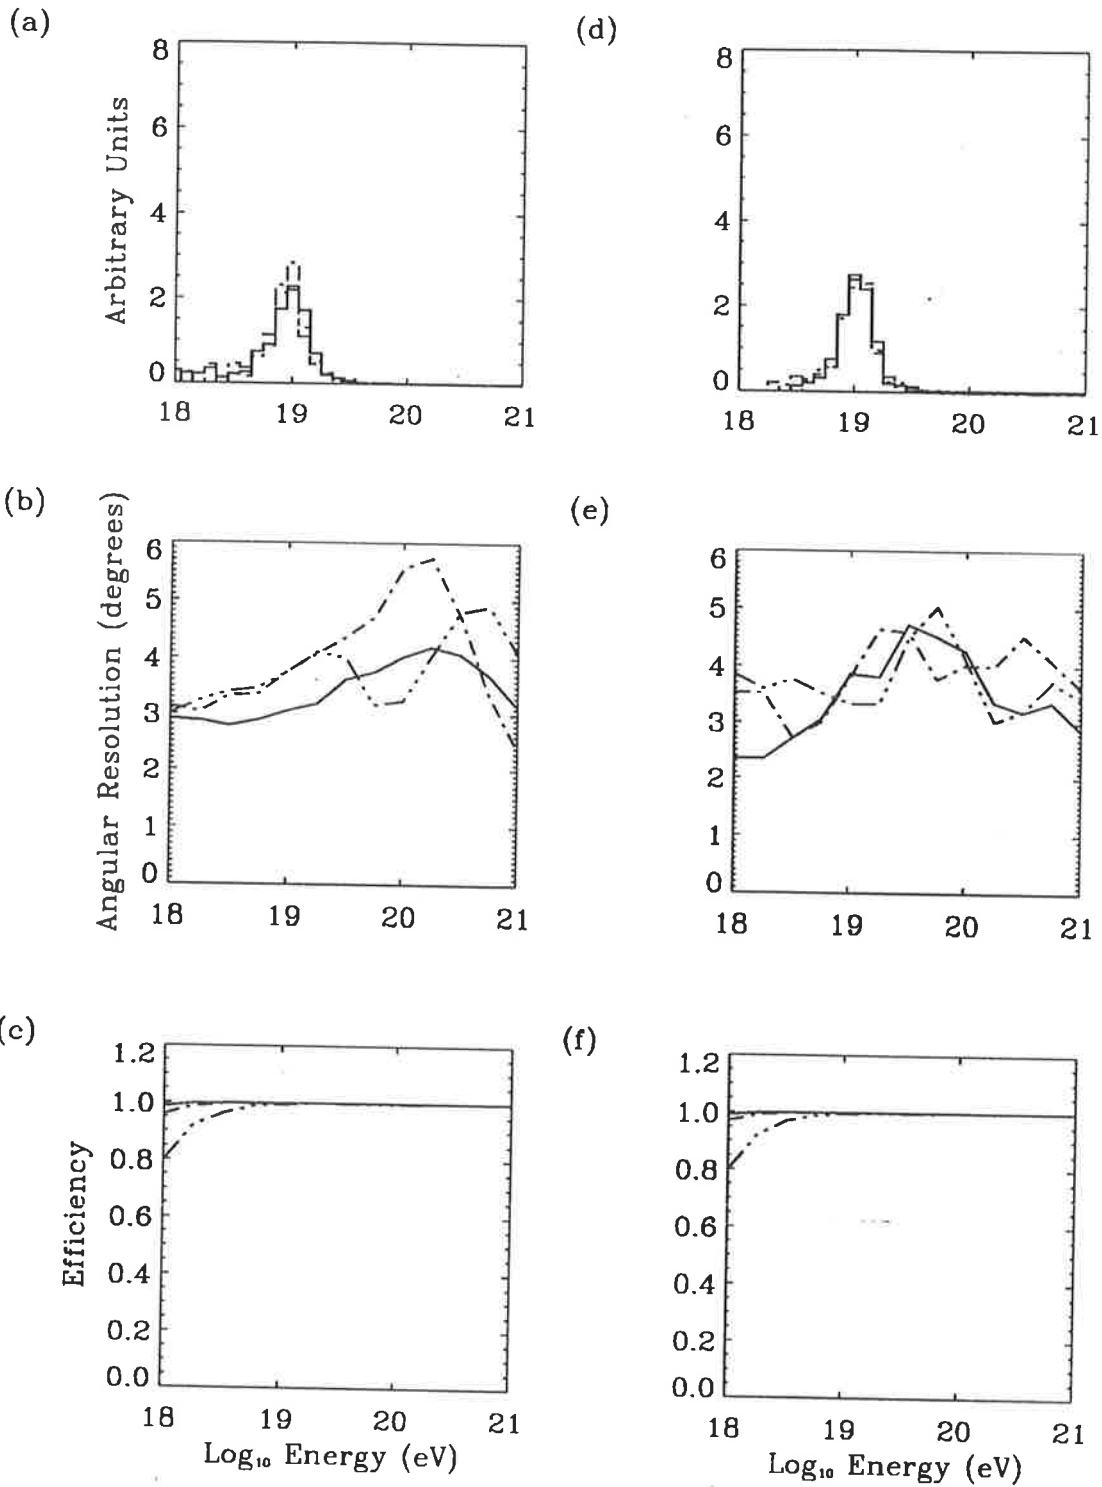 (a)
8
6
4
2
0
Arbitrary Units
18 19 20 21
(d)
8
6
4
2
0
18 19 20 21
(b)
6
5
4
3
2
1
0
Angular Resolution (degrees)
18 19 20 21
(e)
6
5
4
3
2
1
0
18 19 20 21
(c)
1.2
1.0
0.8
0.6
0.4
0.2
0.0
Efficiency
18 19 20 21
Log₁₀ Energy (eV)
(f)
1.2
1.0
0.8
0.6
0.4
0.2
0.0
18 19 20 21
Log₁₀ Energy (eV)